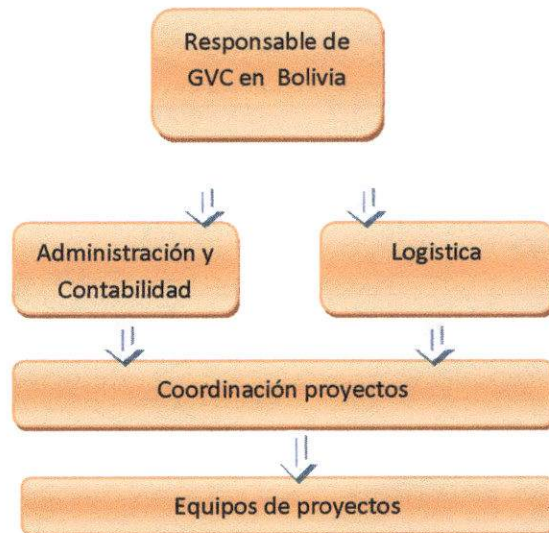 Responsable de
GVC en Bolivia
Administración y
Contabilidad
Logistica
Coordinación proyectos
Equipos de proyectos